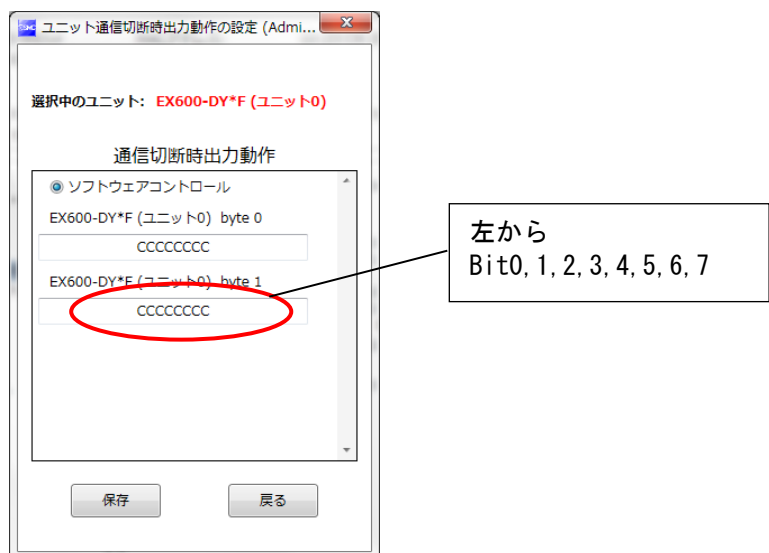 ユニット通信切断時出力動作の設定 (Admi...
選択中のユニット: EX600-DY*F (ユニット0)
通信切断時出力動作
ソフトウェアコントロール
EX600-DY*F (ユニット0) byte 0
CCCCCCCC
EX600-DY*F (ユニット0) byte 1
CCCCCCCC
保存 戻る
左から
Bit0,1,2,3,4,5,6,7